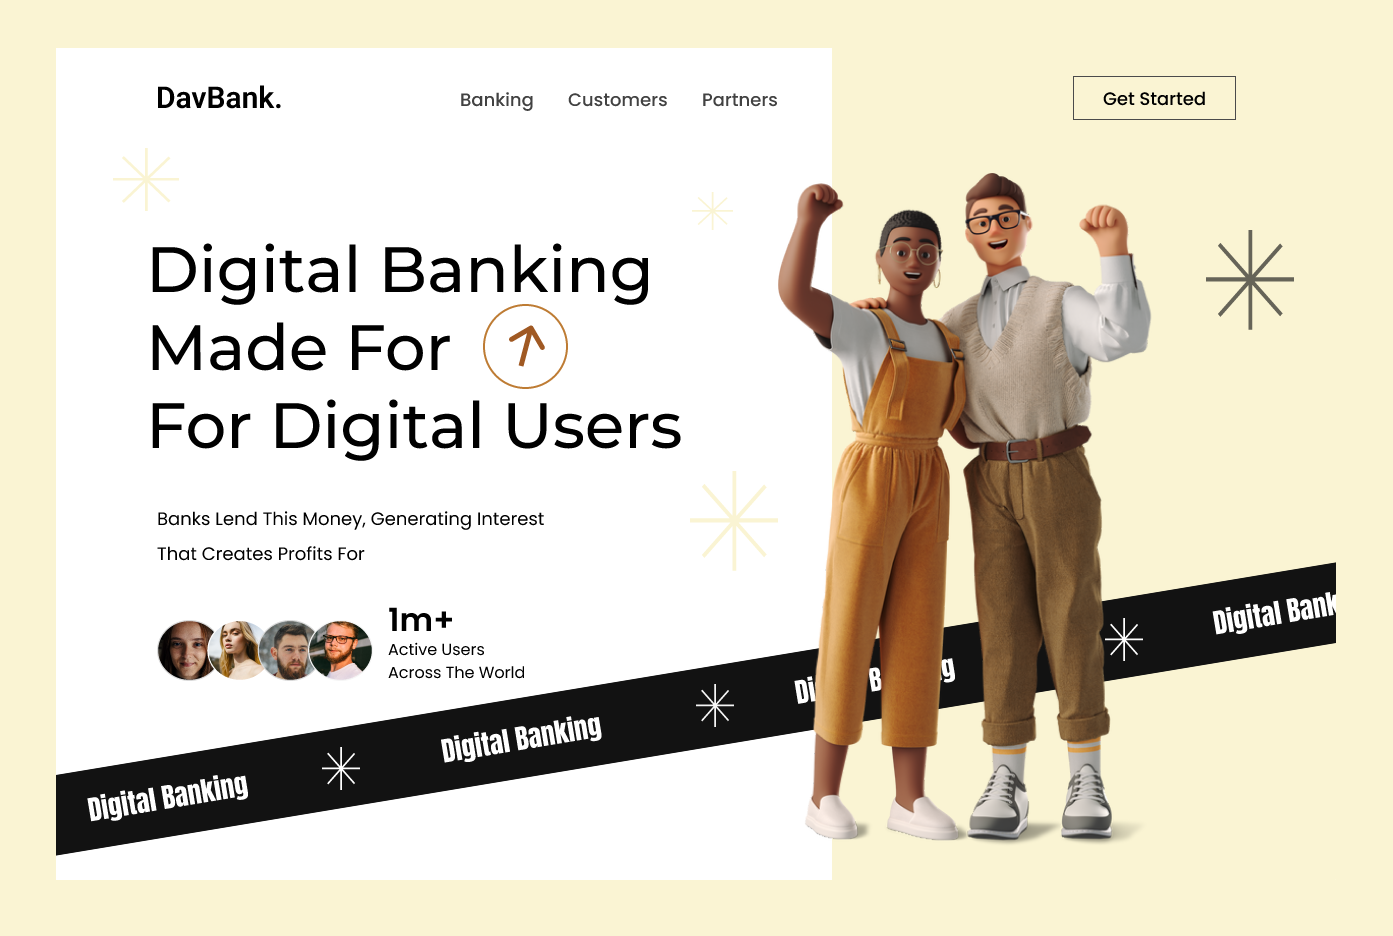 DavBank.
Banking
Customers
Partners
Get Started
Digital Banking
Made For
For Digital Users
Banks Lend This Money, Generating Interest
That Creates Profits For
1m+
Active Users
Across The World
Digital Banking
Digital Banking
Di B g
Digital Bank